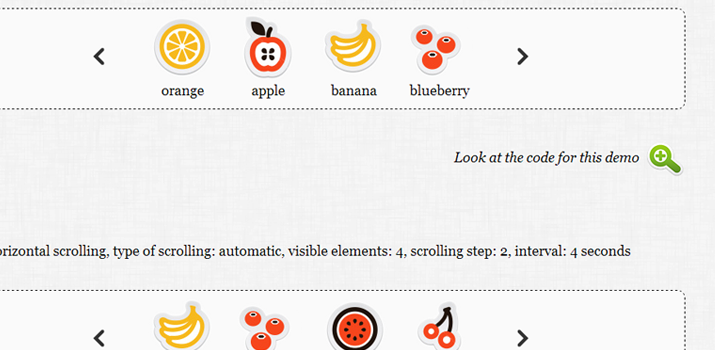 orange apple banana blueberry
Look at the code for this demo
scrolling, type of scrolling: automatic, visible elements: 4, scrolling step: 2, interval: 4 seconds